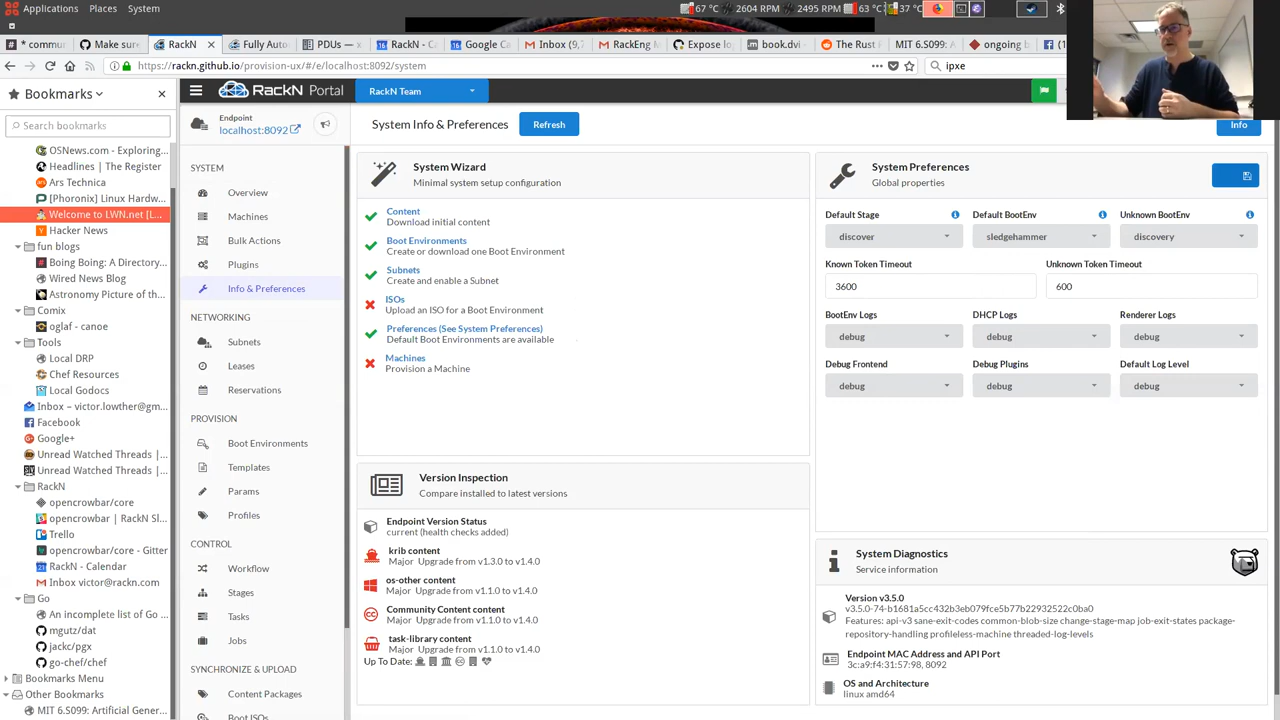 Applications Places System
67 °C 2604 RPM 2495 RPM 63 °C 37 °C
# * commu
Make sure
RackN
Fully Auto
PDUs —
RackN - C
Google Ca
Inbox (9,7
RackEng M
Expose lo
book.dvi
The Rust A
MIT 6.S099:
ongoing b
https://rackn.github.io/provision-ux/#/e/localhost:8092/system
ipxe
Bookmarks
Search bookmarks
OSNews.com - Exploring...
Headlines | The Register
Ars Technica
[Phoronix] Linux Hardw...
Welcome to LWN.net [L...
Hacker News
fun blogs
Boing Boing: A Directory...
Wired News Blog
Astronomy Picture of th...
Comix
oglaf - canoe
Tools
Local DRP
Chef Resources
Local Godocs
Inbox – victor.lowther@gm...
Facebook
Google+
Unread Watched Threads |...
Unread Watched Threads |...
RackN
opencrowbar/core
opencrowbar | RackN Sl...
Trello
opencrowbar/core - Gitter
RackN - Calendar
Inbox victor@rackn.com
Go
An incomplete list of Go ...
mgutz/dat
jackc/pgx
go-chef/chef
Bookmarks Menu
Other Bookmarks
MIT 6.S099: Artificial Gener...
RackN Portal
RackN Team
Endpoint
localhost:8092
SYSTEM
Overview
Machines
Bulk Actions
Plugins
Info & Preferences
NETWORKING
Subnets
Leases
Reservations
PROVISION
Boot Environments
Templates
Params
Profiles
CONTROL
Workflow
Stages
Tasks
Jobs
SYNCHRONIZE & UPLOAD
Content Packages
Boot ISOs
System Info & Preferences
Refresh
Info
System Wizard
Minimal system setup configuration
Content
Download initial content
Boot Environments
Create or download one Boot Environment
Subnets
Create and enable a Subnet
ISOs
Upload an ISO for a Boot Environment
Preferences (See System Preferences)
Default Boot Environments are available
Machines
Provision a Machine
Version Inspection
Compare installed to latest versions
Endpoint Version Status
current (health checks added)
krib content
Major Upgrade from v1.3.0 to v1.4.0
os-other content
Major Upgrade from v1.1.0 to v1.4.0
Community Content content
Major Upgrade from v1.1.0 to v1.4.0
task-library content
Major Upgrade from v1.1.0 to v1.4.0
Up To Date:
System Preferences
Global properties
Default Stage Default BootEnv Unknown BootEnv
discover sledgehammer discovery
Known Token Timeout Unknown Token Timeout
3600 600
BootEnv Logs DHCP Logs Renderer Logs
debug debug debug
Debug Frontend Debug Plugins Default Log Level
debug debug debug
System Diagnostics
Service information
Version v3.5.0
v3.5.0-74-b1681a5cc432b3eb079fce5b77b22932522c0ba0
Features: api-v3 sane-exit-codes common-blob-size change-stage-map job-exit-states package-
repository-handling profileless-machine threaded-log-levels
Endpoint MAC Address and API Port
3c:a9:f4:31:57:98, 8092
OS and Architecture
linux amd64